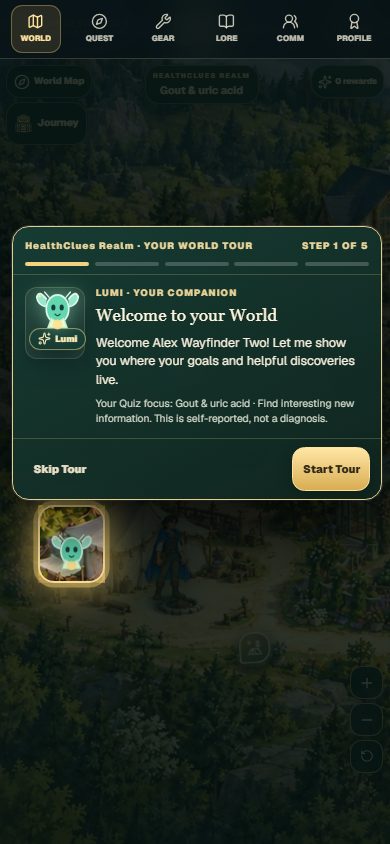 WORLD
QUEST
GEAR
LORE
COMM
PROFILE
World Map
HEALTHCLUES REALM
Gout & uric acid
0 rewards
Journey
HealthClues Realm · YOUR WORLD TOUR
STEP 1 OF 5
Lumi
LUMI · YOUR COMPANION
Welcome to your World
Welcome Alex Wayfinder Two! Let me show
you where your goals and helpful discoveries
live.
Your Quiz focus: Gout & uric acid · Find interesting new
information. This is self-reported, not a diagnosis.
Skip Tour
Start Tour